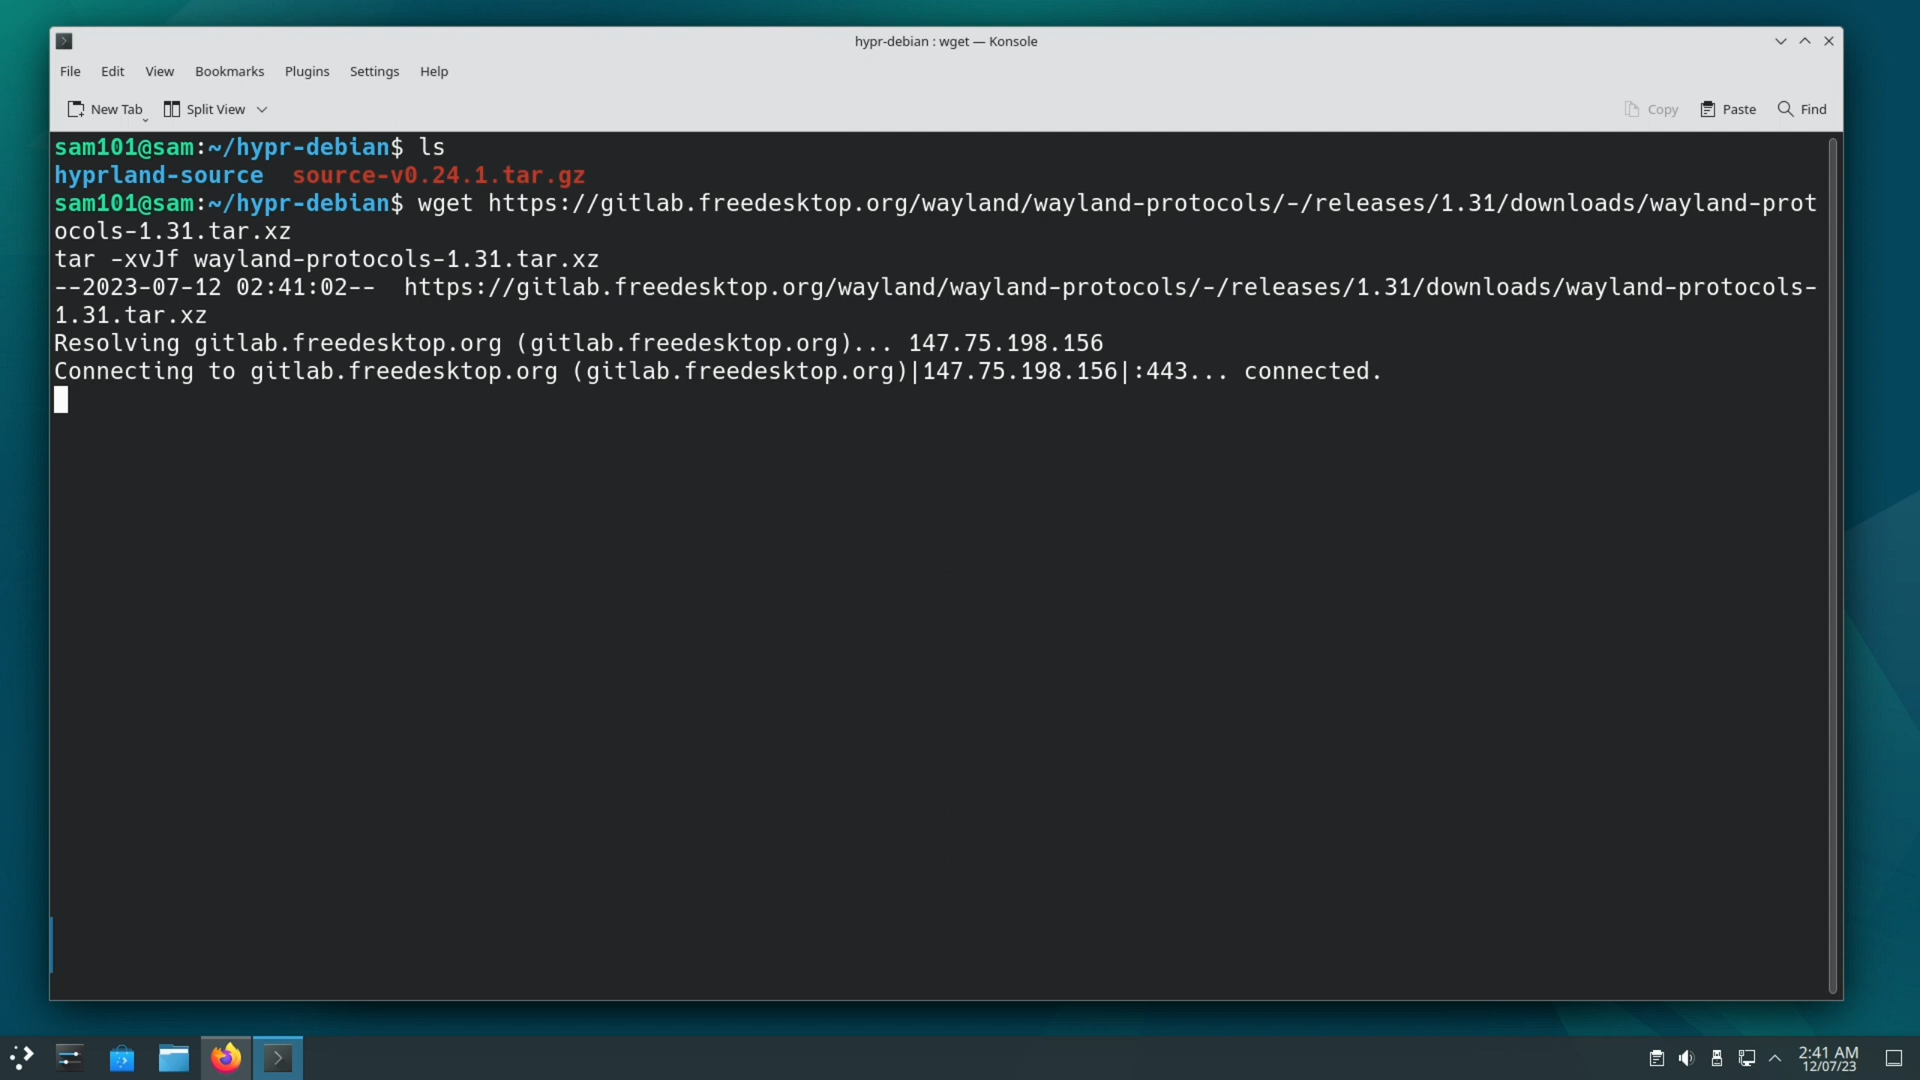 hypr-debian : wget — Konsole
File Edit View Bookmarks Plugins Settings Help
New Tab Split View Copy Paste Find
sam101@sam:~/hypr-debian$ ls
hyprland-source source-v0.24.1.tar.gz
sam101@sam:~/hypr-debian$ wget https://gitlab.freedesktop.org/wayland/wayland-protocols/-/releases/1.31/downloads/wayland-prot
ocols-1.31.tar.xz
tar -xvJf wayland-protocols-1.31.tar.xz
--2023-07-12 02:41:02--  https://gitlab.freedesktop.org/wayland/wayland-protocols/-/releases/1.31/downloads/wayland-protocols-
1.31.tar.xz
Resolving gitlab.freedesktop.org (gitlab.freedesktop.org)... 147.75.198.156
Connecting to gitlab.freedesktop.org (gitlab.freedesktop.org)|147.75.198.156|:443... connected.
2:41 AM
12/07/23